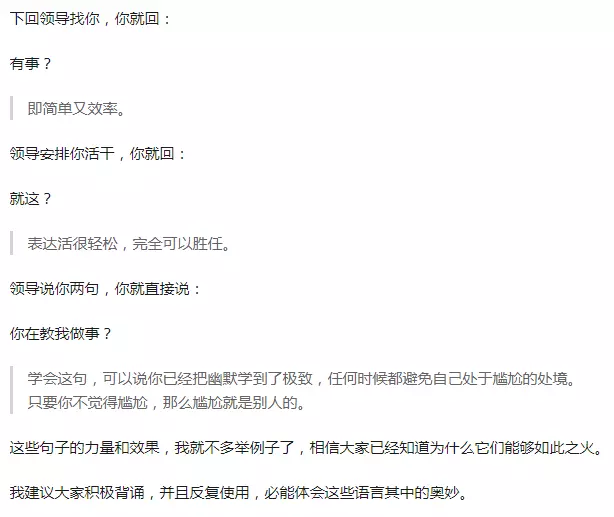 下回领导找你，你就回：
有事？
即简单又效率。
领导安排你活干，你就回：
就这？
表达活很轻松，完全可以胜任。
领导说你两句，你就直接说：
你在教我做事？
学会这句，可以说你已经把幽默学到了极致，任何时候都避免自己处于尴尬的处境。
只要你不觉得尴尬，那么尴尬就是别人的。
这些句子的力量和效果，我就不多举例子了，相信大家已经知道为什么它们能够如此之火。
我建议大家积极背诵，并且反复使用，必能体会这些语言其中的奥妙。